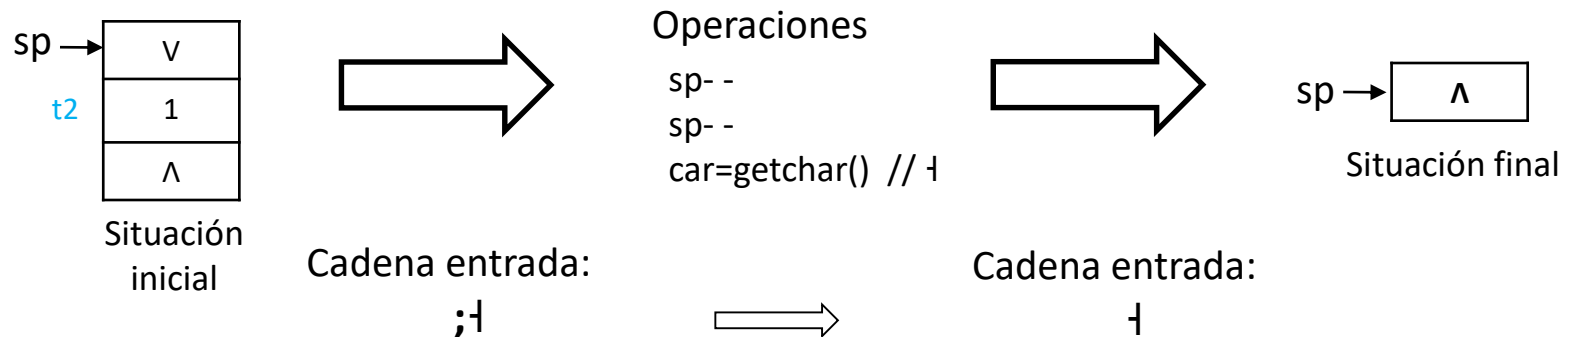 sp
V
t2
1
Λ
Situación
inicial
Operaciones
sp- -
sp- -
car=getchar() // ⊣
sp
Λ
Situación final
Cadena entrada:
;⊣
Cadena entrada:
⊣